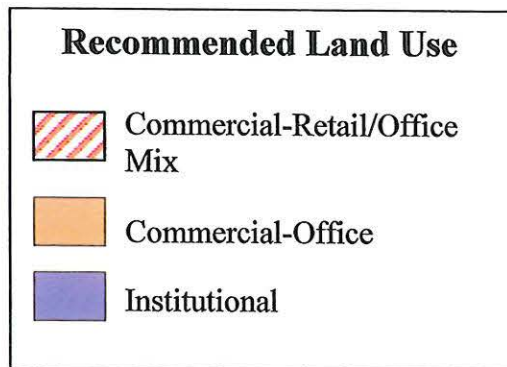 Recommended Land Use
Commercial-Retail/Office
Mix
Commercial-Office
Institutional